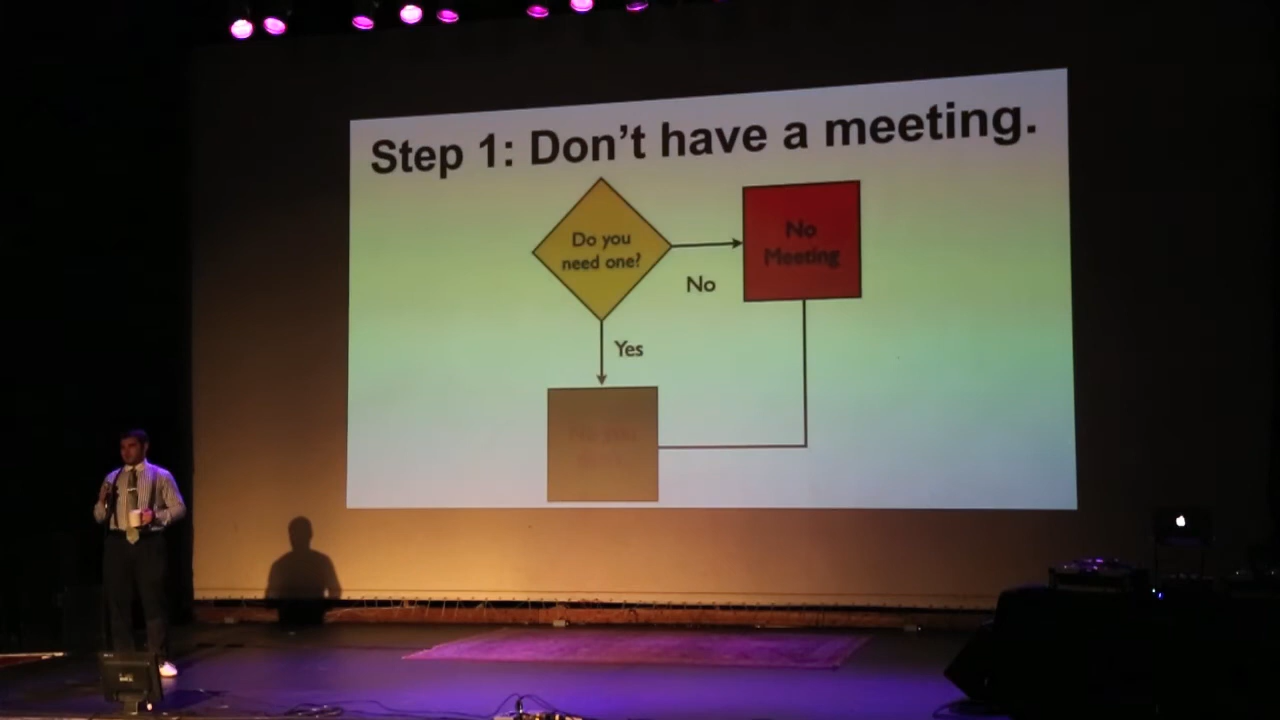 Step 1: Don't have a meeting.
Do you
need one?
No
Meeting
No
Yes